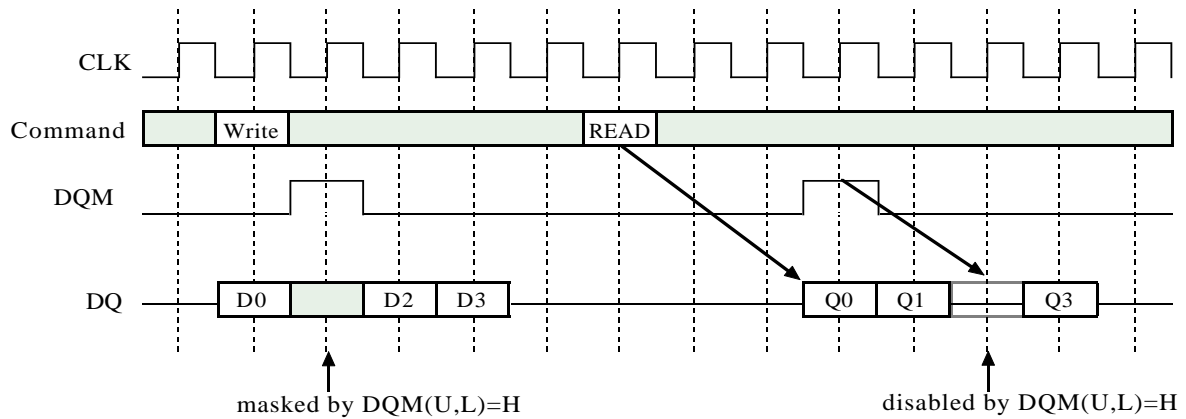 CLK
Command Write READ
DQM
DQ D0 D2 D3 Q0 Q1 Q3
masked by DQM(U,L)=H disabled by DQM(U,L)=H